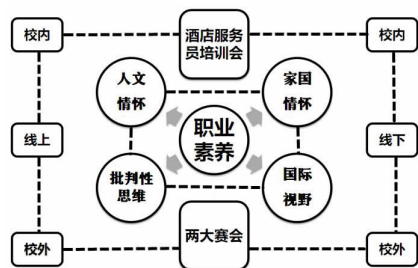 校内
酒店服务
员培训会
校内
人文
情怀
家国
情怀
线上
职业
素养
线下
批判性
思维
国际
视野
校外
两大赛会
校外